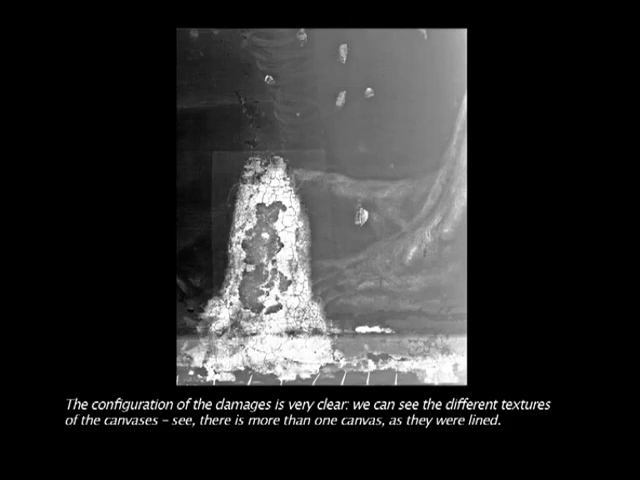 The configuration of the damages is very clear: we can see the different textures
of the canvases – see, there is more than one canvas, as they were lined.